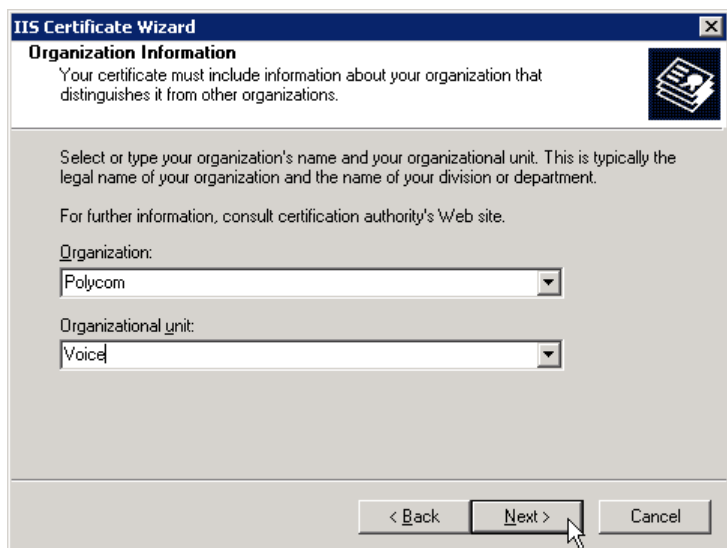 IIS Certificate Wizard
Organization Information
Your certificate must include information about your organization that
distinguishes it from other organizations.
Select or type your organization's name and your organizational unit. This is typically the
legal name of your organization and the name of your division or department.
For further information, consult certification authority's Web site.
Organization:
Polycom
Organizational unit:
Voice
< Back
Next >
Cancel